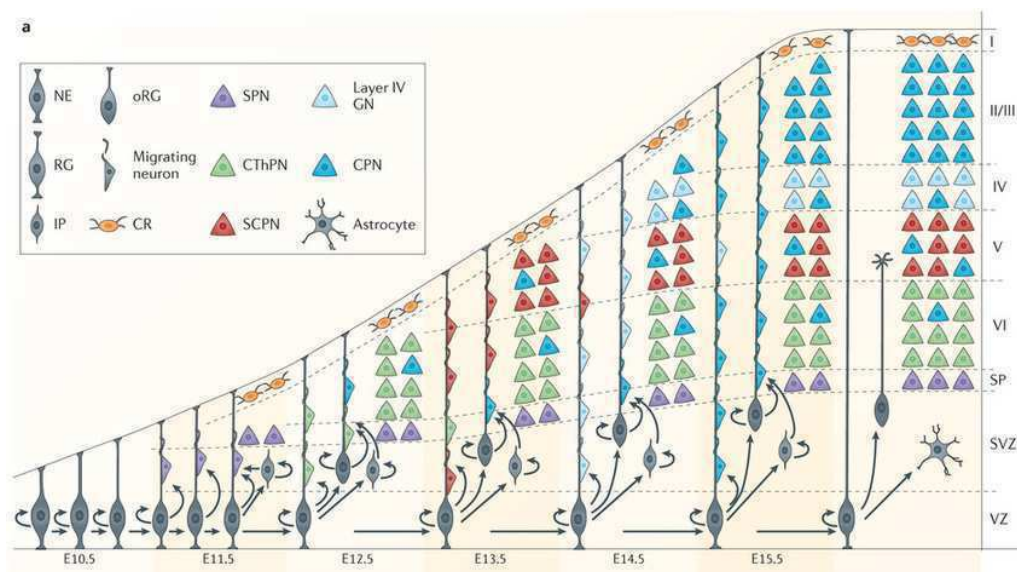 a
NE
oRG
SPN
Layer IV
GN
RG
Migrating
neuron
CThPN
CPN
IP
CR
SCPN
Astrocyte
I
II/III
IV
V
VI
SP
SVZ
VZ
E10.5
E11.5
E12.5
E13.5
E14.5
E15.5